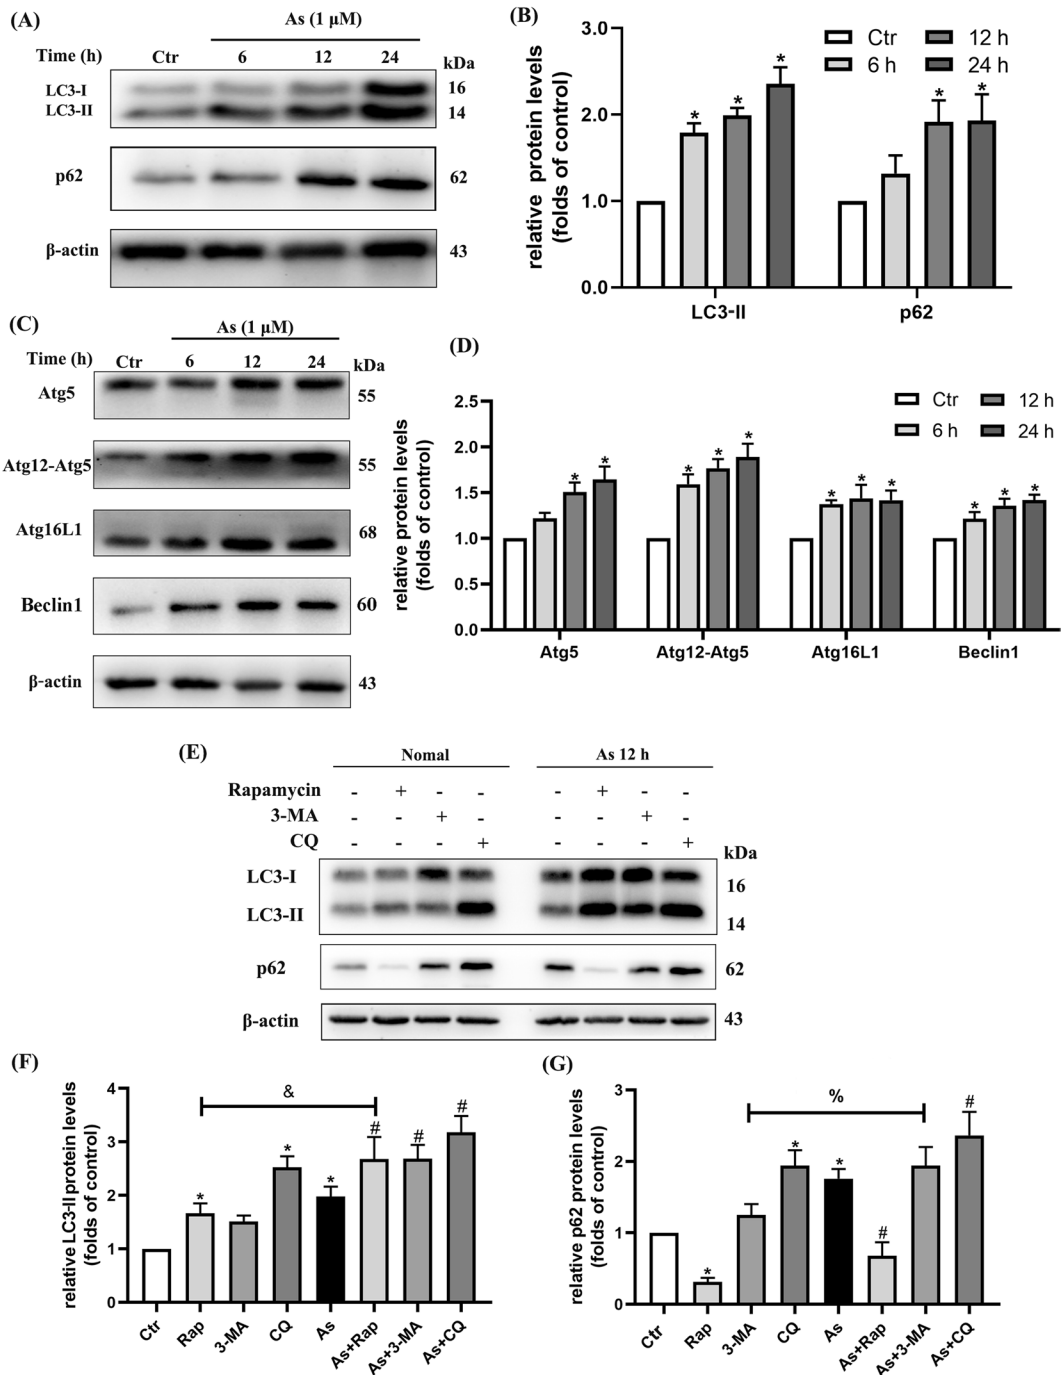 (A)
As (1 μM)
Time (h) Ctr 6 12 24 kDa
LC3-I 16
LC3-II 14
p62 62
β-actin 43
(B)
relative protein levels
(folds of control)
3.0
2.0
1.0
0.0
Ctr 12 h
6 h 24 h
* * * * *
LC3-II p62
(C)
As (1 μM)
Time (h) Ctr 6 12 24 kDa
Atg5 55
Atg12-Atg5 55
Atg16L1 68
Beclin1 60
β-actin 43
(D)
relative protein levels
(folds of control)
2.5
2.0
1.5
1.0
0.5
0.0
Ctr 12 h
6 h 24 h
* * * * * * * * * * *
Atg5 Atg12-Atg5 Atg16L1 Beclin1
(E)
Nomal As 12 h
Rapamycin - + - - - + - -
3-MA - - + - - - + -
CQ - - - + - - - +
kDa
LC3-I 16
LC3-II 14
p62 62
β-actin 43
(F)
relative LC3-II protein levels
(folds of control)
4
3
2
1
0
&
* * * # # #
Ctr Rap 3-MA CQ As As+Rap As+3-MA As+CQ
(G)
relative p62 protein levels
(folds of control)
3
2
1
0
%
* * * # #
Ctr Rap 3-MA CQ As As+Rap As+3-MA As+CQ